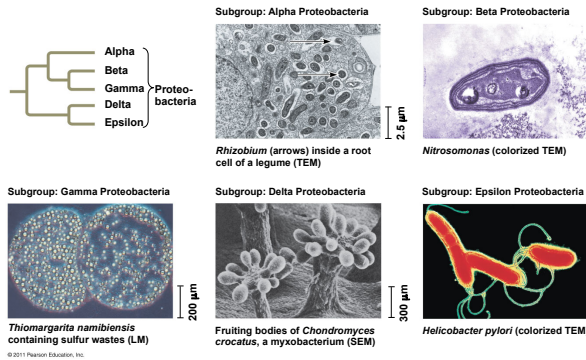 Subgroup: Alpha Proteobacteria
Subgroup: Beta Proteobacteria
Alpha
Beta
Gamma
Delta
Epsilon
Proteo-
bacteria
2.5 μm
Rhizobium (arrows) inside a root
cell of a legume (TEM)
Nitrosomonas (colorized TEM)
Subgroup: Gamma Proteobacteria
Subgroup: Delta Proteobacteria
Subgroup: Epsilon Proteobacteria
200 μm
300 μm
Thiomargarita namibiensis
containing sulfur wastes (LM)
Fruiting bodies of Chondromyces
crocatus, a myxobacterium (SEM)
Helicobacter pylori (colorized TEM
© 2011 Pearson Education, Inc.